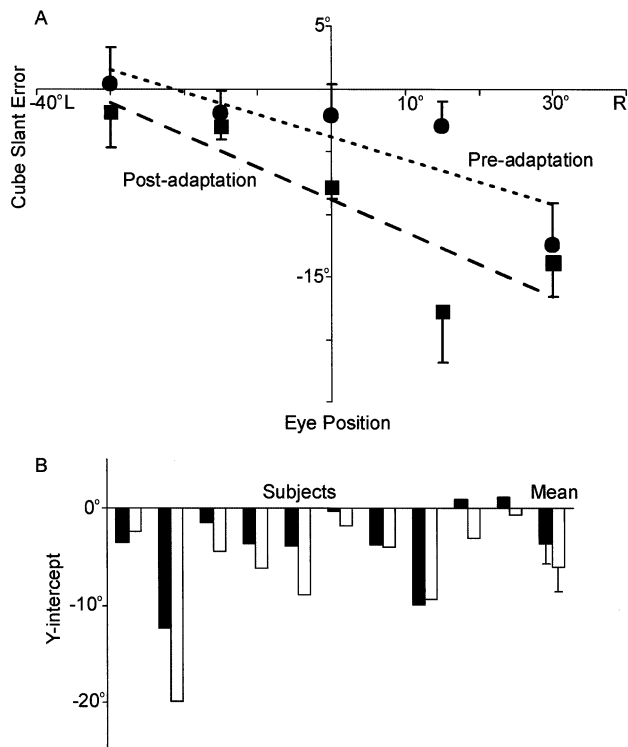 A
5°
-40° L
10°
30°
R
Cube Slant Error
Pre-adaptation
Post-adaptation
-15°
Eye Position
B
Subjects
Mean
0°
Y-intercept
-10°
-20°